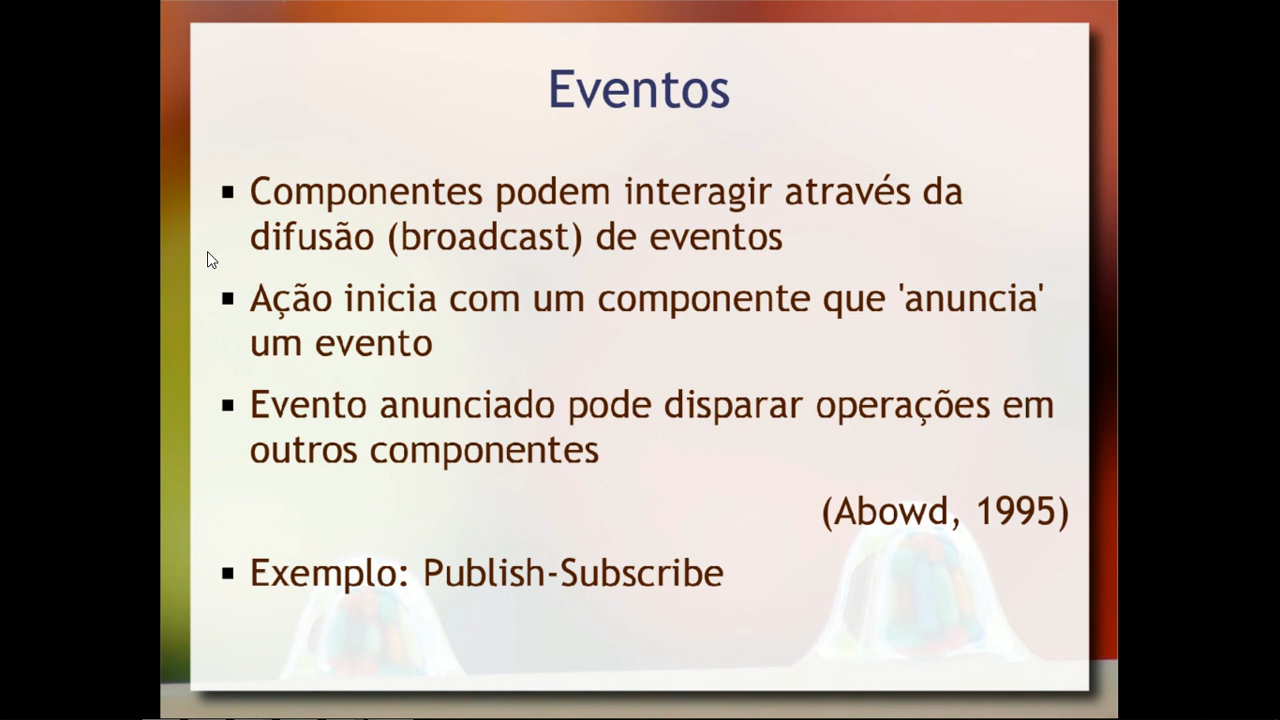 Eventos
▪ Componentes podem interagir através da
difusão (broadcast) de eventos
▪ Ação inicia com um componente que 'anuncia'
um evento
▪ Evento anunciado pode disparar operações em
outros componentes
(Abowd, 1995)
▪ Exemplo: Publish-Subscribe